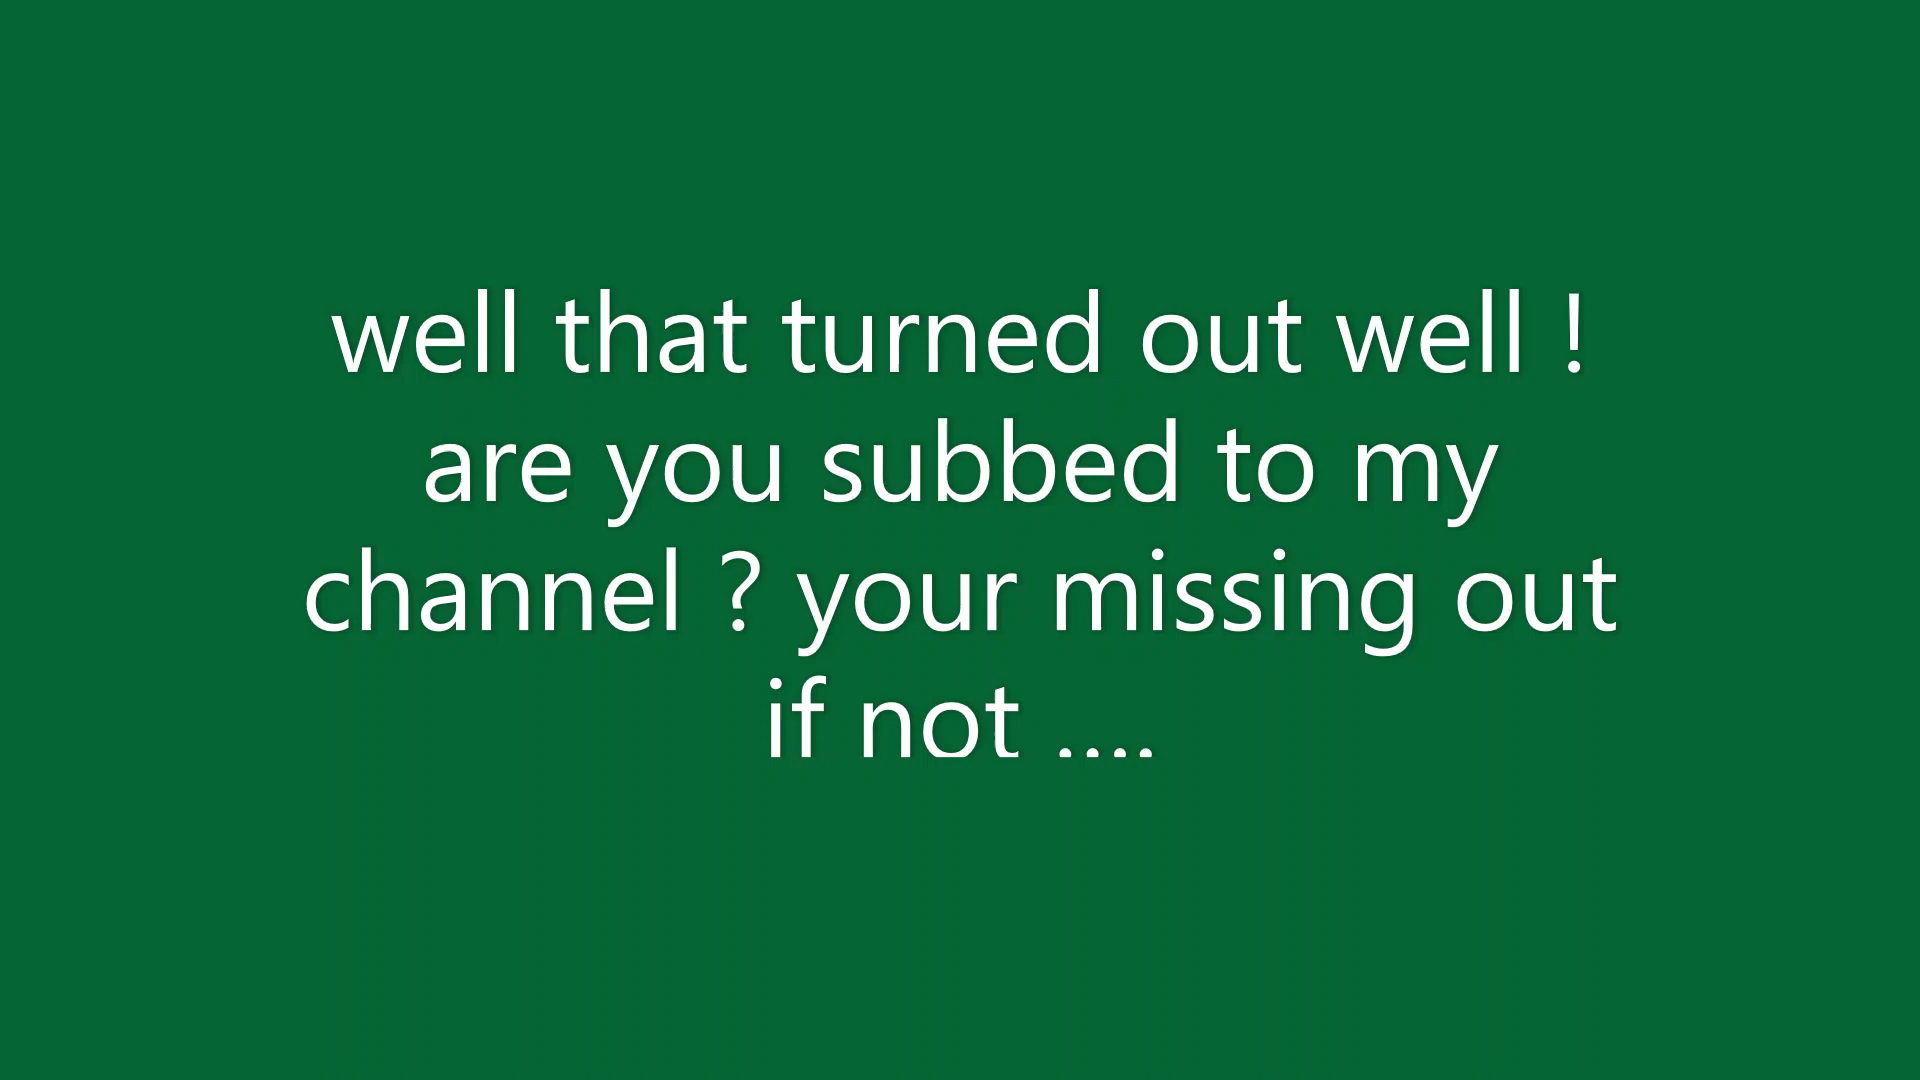 well that turned out well !
are you subbed to my
channel ? your missing out
if not ....